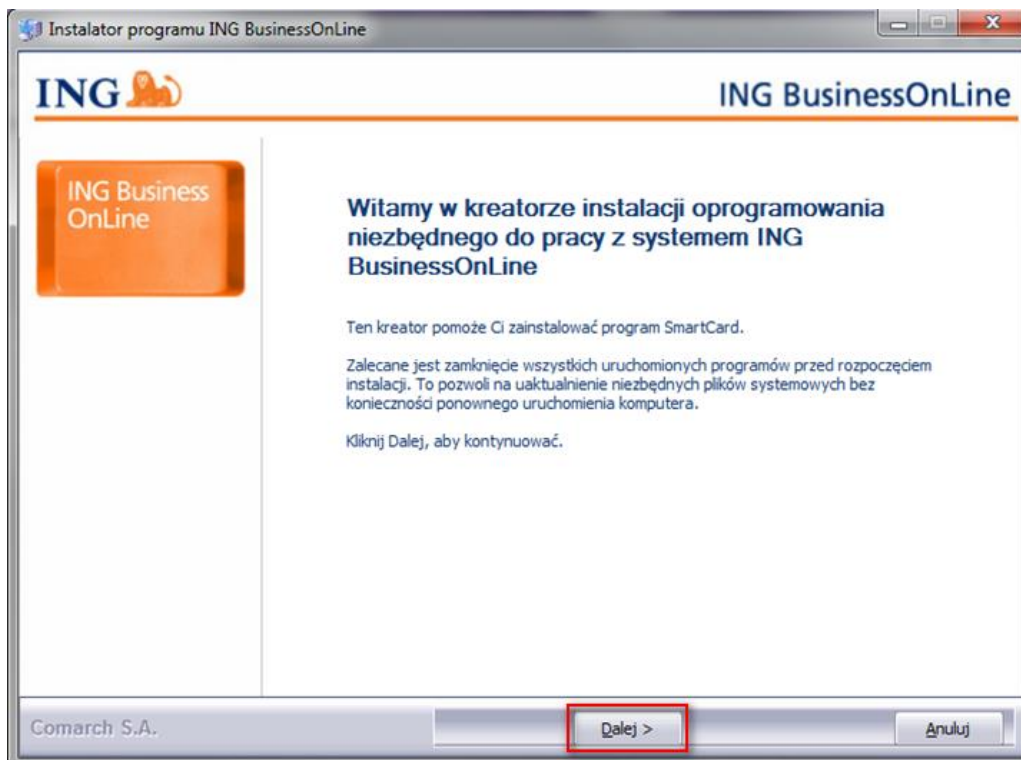 Instalator programu ING BusinessOnLine
ING
ING BusinessOnLine
ING Business
OnLine
Witamy w kreatorze instalacji oprogramowania
niezbędnego do pracy z systemem ING
BusinessOnLine
Ten kreator pomoże Ci zainstalować program SmartCard.
Zalecane jest zamknięcie wszystkich uruchomionych programów przed rozpoczęciem
instalacji. To pozwoli na uaktualnienie niezbędnych plików systemowych bez
konieczności ponownego uruchomienia komputera.
Kliknij Dalej, aby kontynuować.
Comarch S.A.
Dalej >
Anuluj